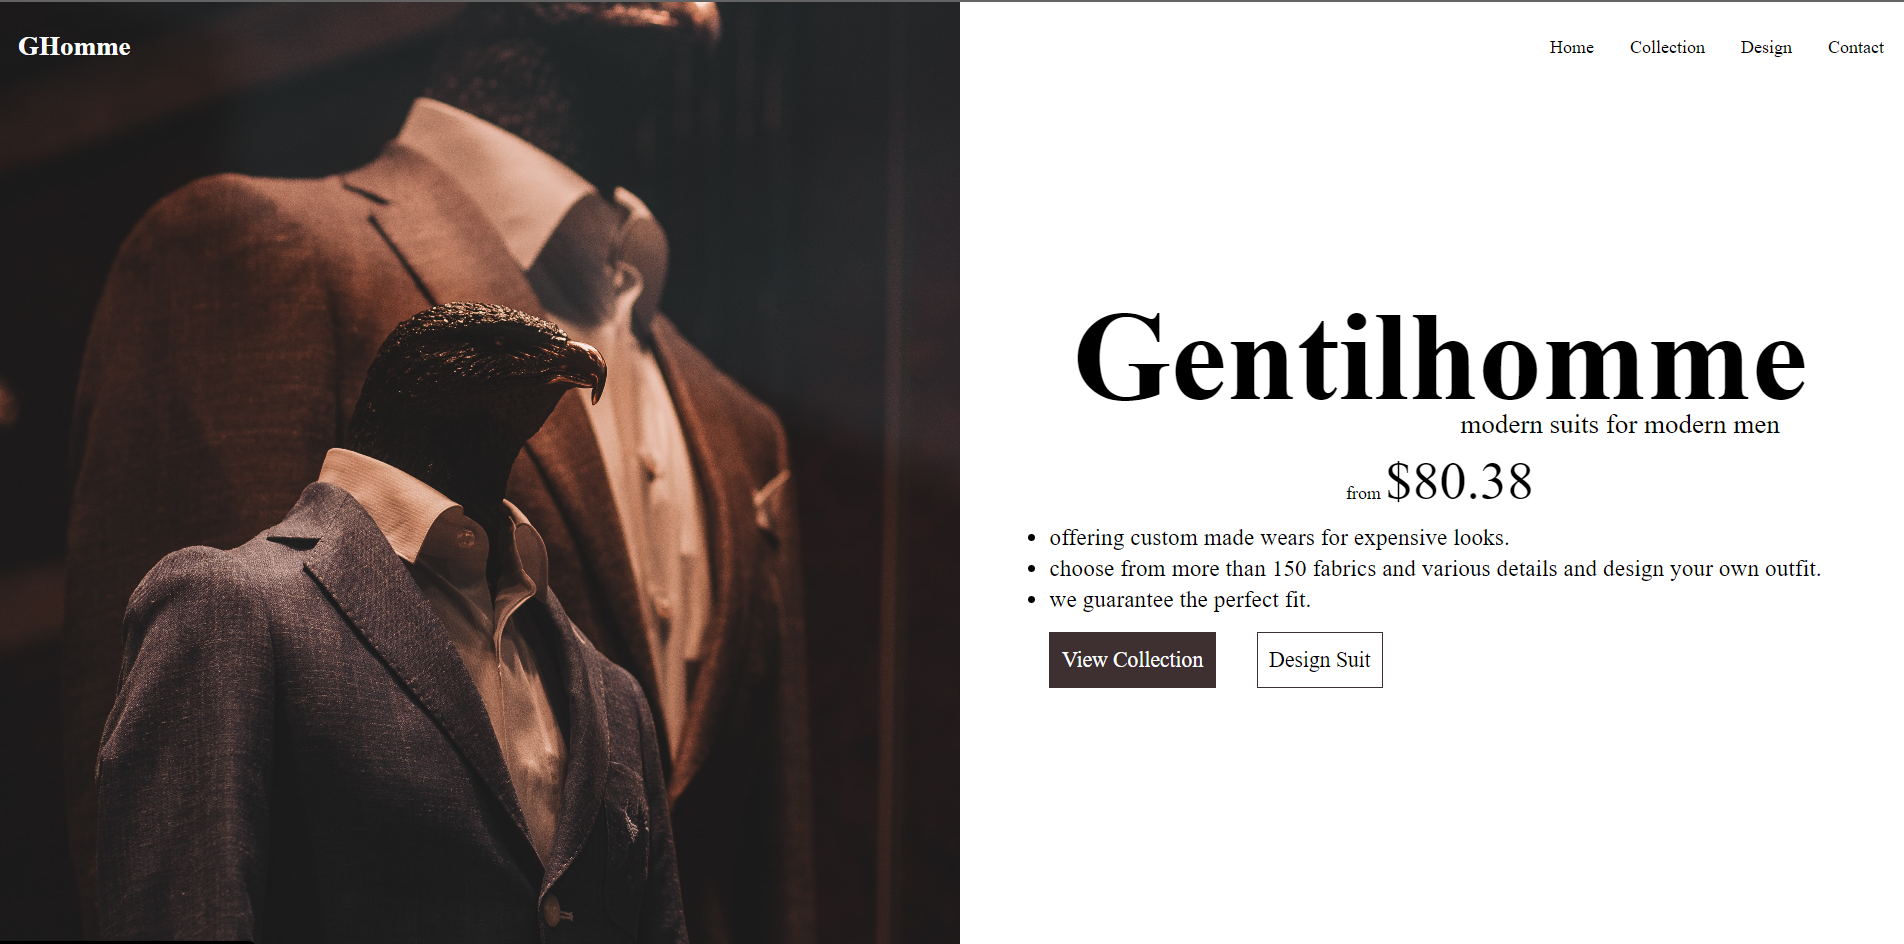 GHomme
Home Collection Design Contact
Gentilhomme
modern suits for modern men
from $80.38
offering custom made wears for expensive looks.
choose from more than 150 fabrics and various details and design your own outfit.
we guarantee the perfect fit.
View Collection Design Suit